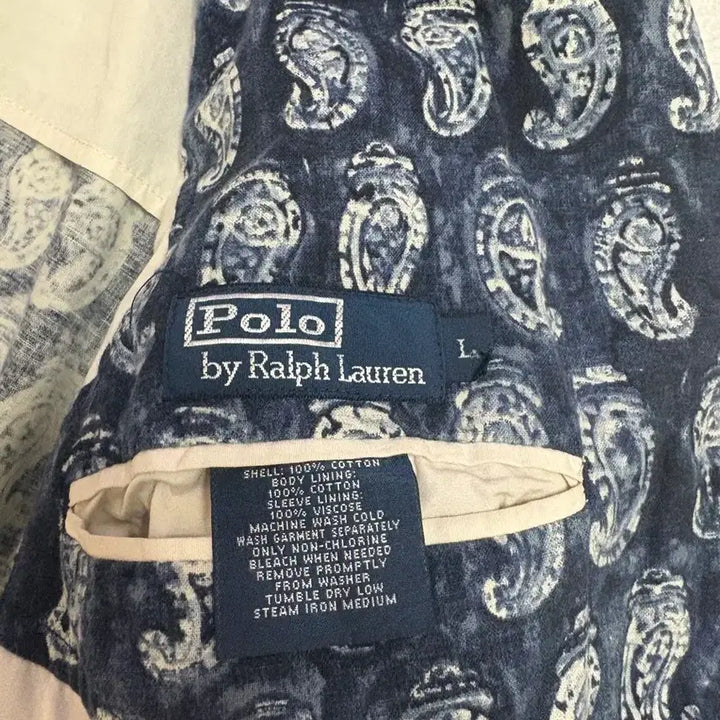 Polo
by Ralph Lauren
L
SHELL: 100% COTTON
BODY LINING:
100% COTTON
SLEEVE LINING:
100% VISCOSE
MACHINE WASH COLD
WASH GARMENT SEPARATELY
ONLY NON-CHLORINE
BLEACH WHEN NEEDED
REMOVE PROMPTLY
FROM WASHER
TUMBLE DRY LOW
STEAM IRON MEDIUM